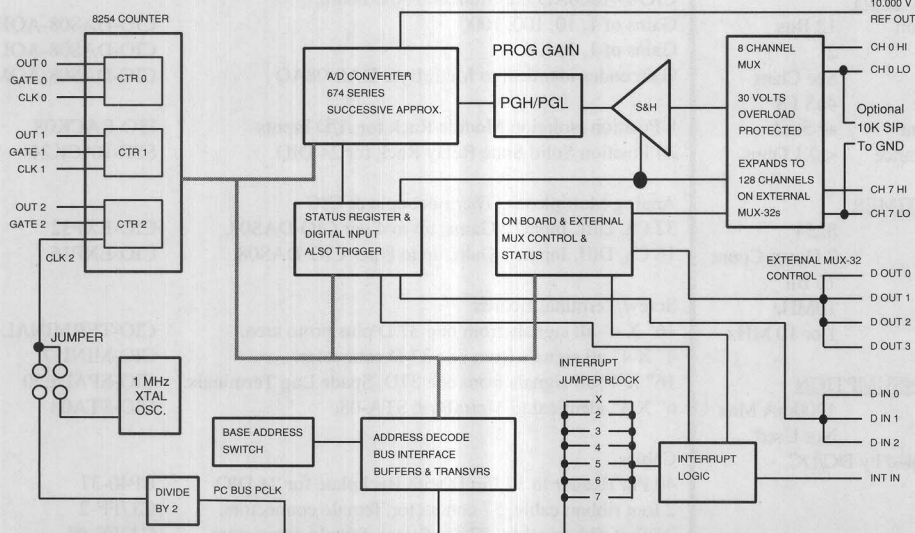 10.000 V
REF OUT
8254 COUNTER
OUT 0
GATE 0
CLK 0
CTR 0
OUT 1
GATE 1
CLK 1
CTR 1
OUT 2
GATE 2
CLK 2
CTR 2
A/D CONVERTER
674 SERIES
SUCCESSIVE APPROX.
PROG GAIN
PGH/PGL
S&H
8 CHANNEL
MUX
30 VOLTS
OVERLOAD
PROTECTED
EXPANDS TO
128 CHANNELS
ON EXTERNAL
MUX-32s
CH 0 HI
CH 0 LO
Optional
10K SIP
To GND
CH 7 HI
CH 7 LO
STATUS REGISTER &
DIGITAL INPUT
ALSO TRIGGER
ON BOARD & EXTERNAL
MUX CONTROL &
STATUS
EXTERNAL MUX-32
CONTROL
D OUT 0
D OUT 1
D OUT 2
D OUT 3
JUMPER
1 MHz
XTAL
OSC.
INTERRUPT
JUMPER BLOCK
X
2
3
4
5
6
7
D IN 0
D IN 1
D IN 2
INT IN
BASE ADDRESS
SWITCH
ADDRESS DECODE
BUS INTERFACE
BUFFERS & TRANSVRS
INTERRUPT
LOGIC
DIVIDE
BY 2
PC BUS PCLK